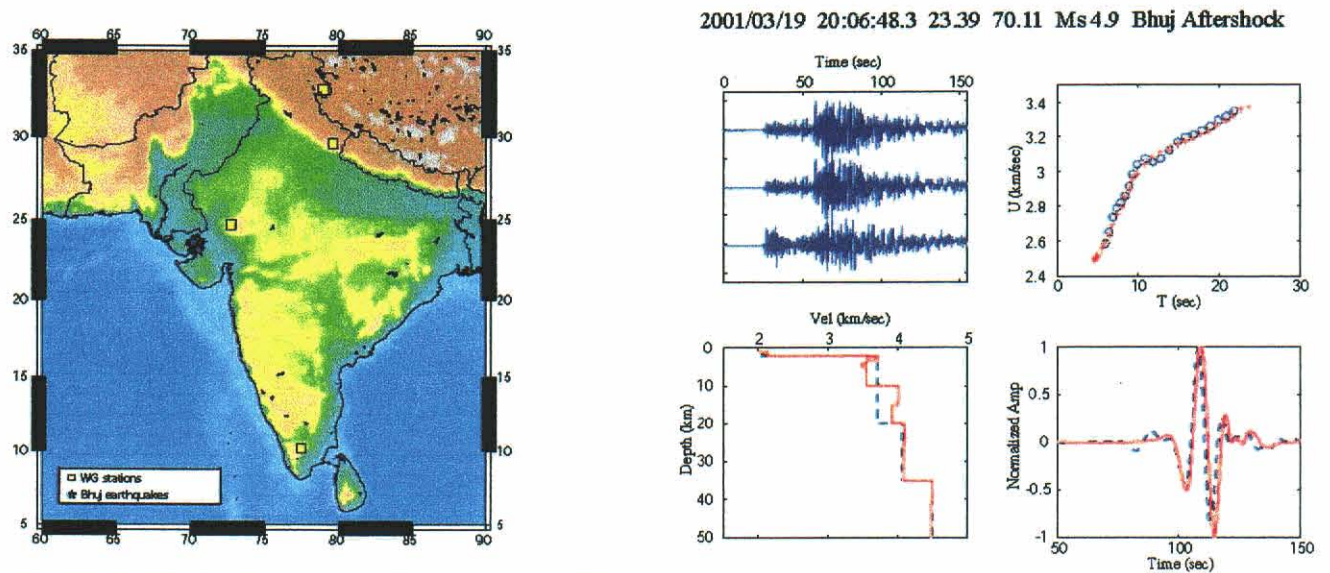 2001/03/19 20:06:48.3 23.39 70.11 Ms 4.9 Bhuj Aftershock
60 65 70 75 80 85 90
35 35
30 30
25 25
20 20
15 15
10 10
5 5
60 65 70 75 80 85 90
WG stations
Bhuj earthquakes
Time (sec)
0 50 100 150
U (km/sec)
3.4
3.2
3
2.8
2.6
2.4
0 10 20 30
T (sec)
Vel (km/sec)
2 3 4 5
Depth (km)
0
10
20
30
40
50
Normalized Amp
1
0.5
0
-0.5
-1
50 100 150
Time (sec)